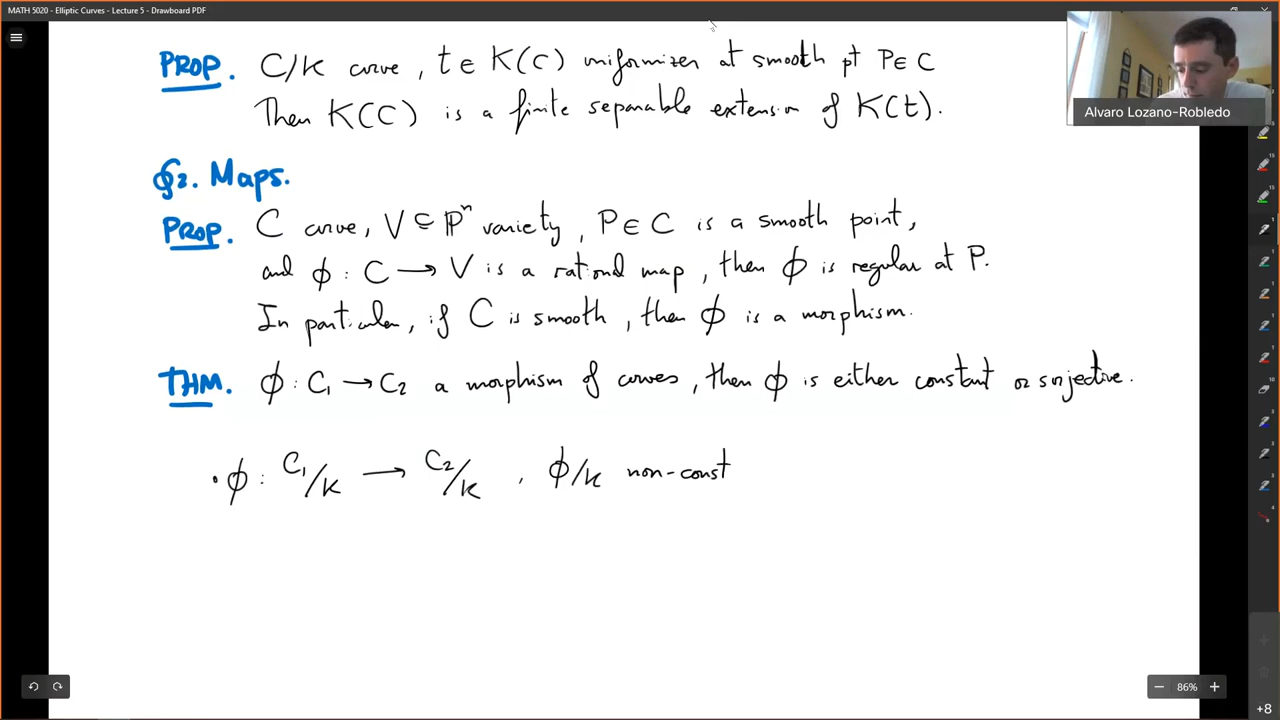 MATH 5020 - Elliptic Curves - Lecture 5 - Drawboard PDF
PROP. C/K curve, t ∈ K(C) uniformizer at smooth pt P ∈ C
Then K(C) is a finite separable extension of K(t).
§2. Maps.
PROP. C curve, V ⊆ ℙⁿ variety, P ∈ C is a smooth point,
and ϕ : C → V is a rational map, then ϕ is regular at P.
In particular, if C is smooth, then ϕ is a morphism.
THM. ϕ : C₁ → C₂ a morphism of curves, then ϕ is either constant or surjective.
· ϕ : C₁/K → C₂/K , ϕ/K non-const
Alvaro Lozano-Robledo
86%
+8